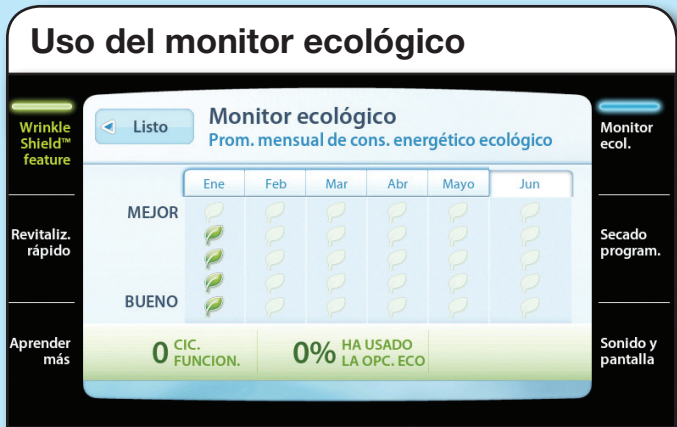 Uso del monitor ecológico
Wrinkle
Shield™
feature
Revitaliz.
rápido
Aprender
más
Listo
Monitor ecológico
Prom. mensual de cons. energético ecológico
Ene Feb Mar Abr Mayo Jun
MEJOR
BUENO
0 CIC.
FUNCION.
0% HA USADO
LA OPC. ECO
Monitor
ecol.
Secado
program.
Sonido y
pantalla